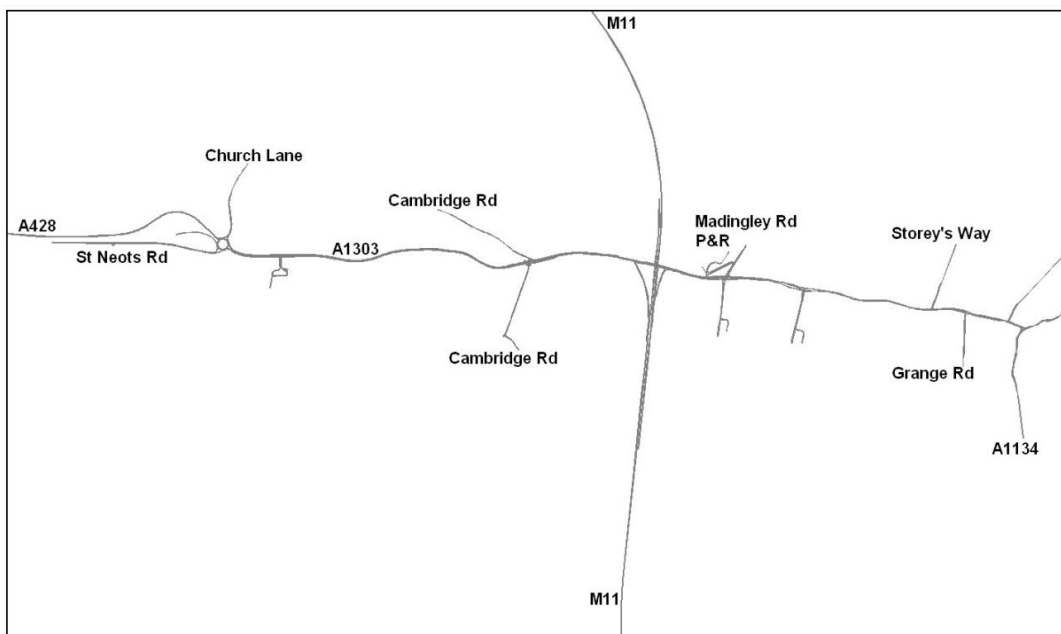 M11
Church Lane
Cambridge Rd
Madingley Rd
P&R
A428
Storey's Way
A1303
St Neots Rd
Cambridge Rd
Grange Rd
A1134
M11